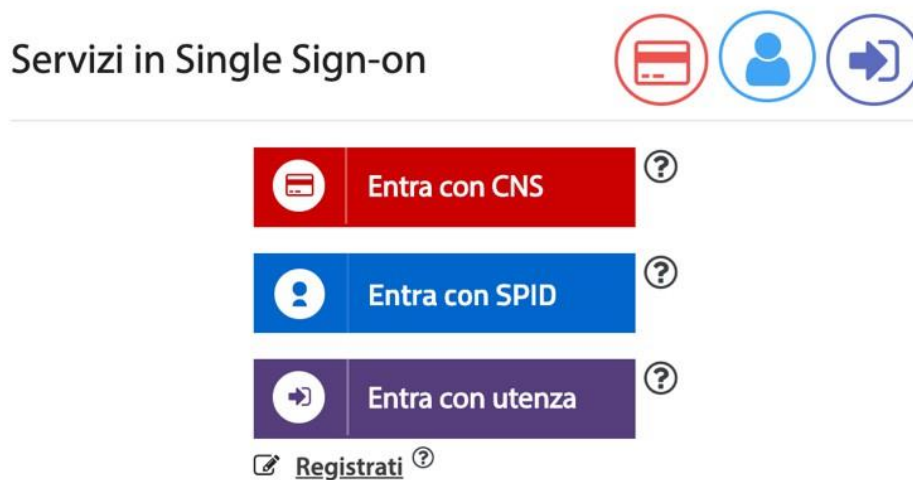 Servizi in Single Sign-on
Entra con CNS
?
Entra con SPID
?
Entra con utenza
?
Registrati ?